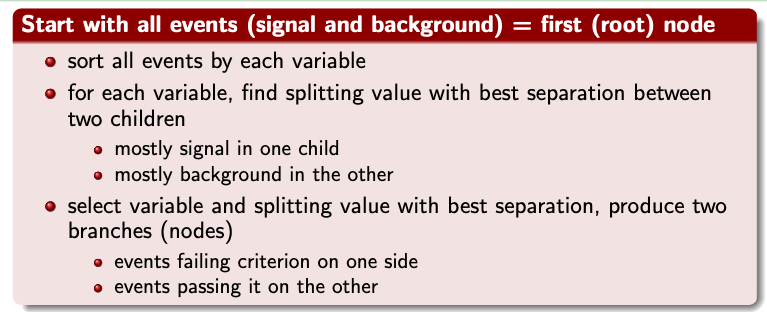 Start with all events (signal and background) = first (root) node
sort all events by each variable
for each variable, find splitting value with best separation between
two children
mostly signal in one child
mostly background in the other
select variable and splitting value with best separation, produce two
branches (nodes)
events failing criterion on one side
events passing it on the other